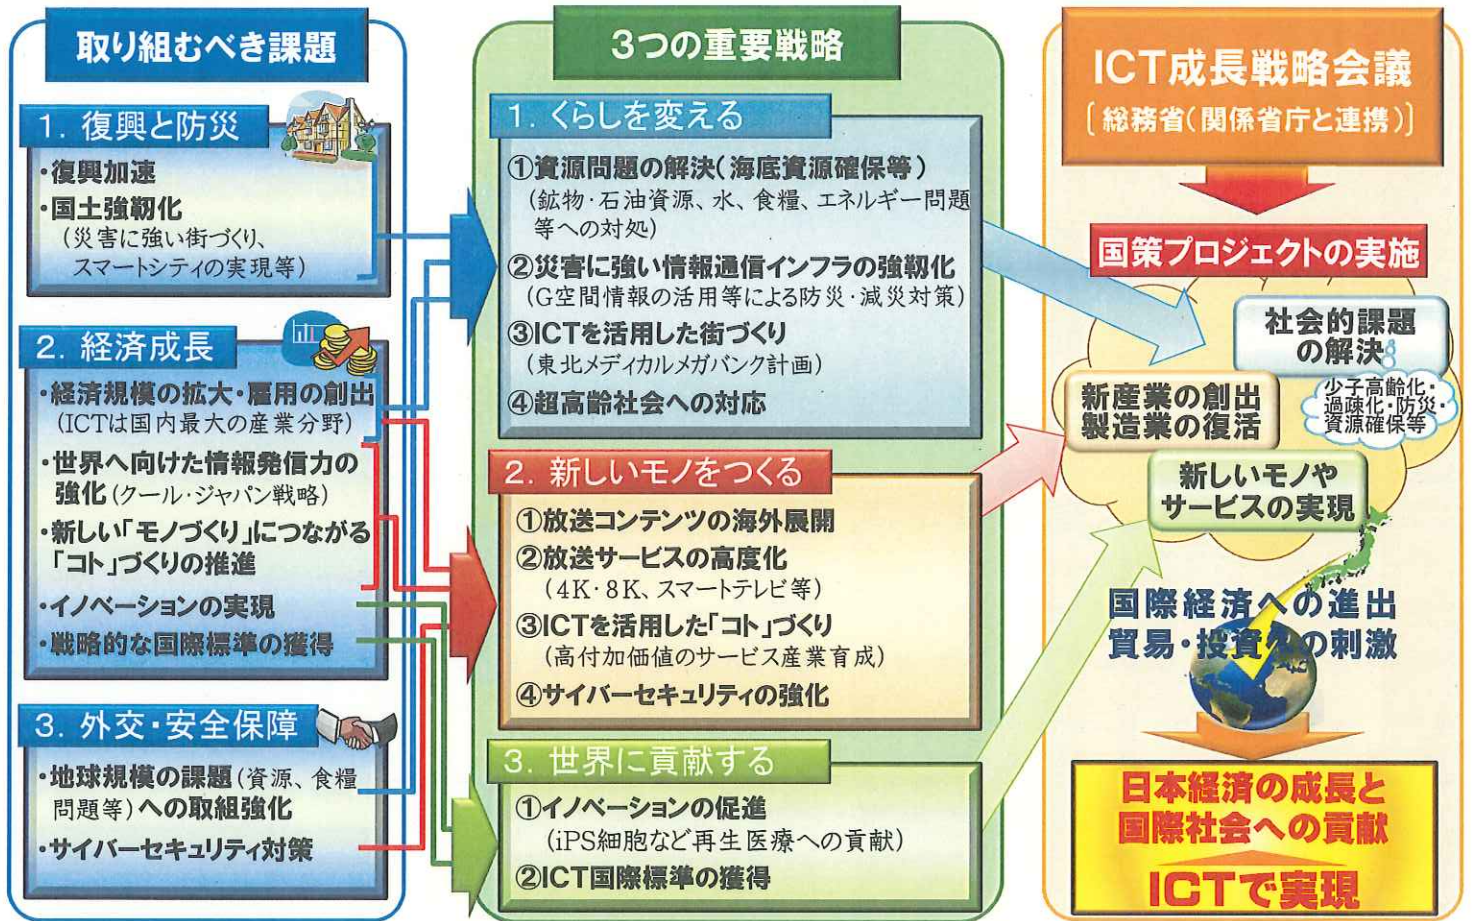 取り組むべき課題
1. 復興と防災
・復興加速
・国土強靭化
(災害に強い街づくり、
スマートシティの実現等)
2. 経済成長
・経済規模の拡大・雇用の創出
(ICTは国内最大の産業分野)
・世界へ向けた情報発信力の
強化(クール・ジャパン戦略)
・新しい「モノづくり」につながる
「コト」づくりの推進
・イノベーションの実現
・戦略的な国際標準の獲得
3. 外交・安全保障
・地球規模の課題(資源、食糧
問題等)への取組強化
・サイバーセキュリティ対策
3つの重要戦略
1. くらしを変える
①資源問題の解決(海底資源確保等)
(鉱物・石油資源、水、食糧、エネルギー問題
等への対処)
②災害に強い情報通信インフラの強靭化
(G空間情報の活用等による防災・減災対策)
③ICTを活用した街づくり
(東北メディカルメガバンク計画)
④超高齢社会への対応
2. 新しいモノをつくる
①放送コンテンツの海外展開
②放送サービスの高度化
(4K・8K、スマートテレビ等)
③ICTを活用した「コト」づくり
(高付加価値のサービス産業育成)
④サイバーセキュリティの強化
3. 世界に貢献する
①イノベーションの促進
(iPS細胞など再生医療への貢献)
②ICT国際標準の獲得
ICT成長戦略会議
[総務省(関係省庁と連携)]
国策プロジェクトの実施
社会的課題
の解決
少子高齢化・
過疎化・防災・
資源確保等
新産業の創出
製造業の復活
新しいモノや
サービスの実現
国際経済への進出
貿易・投資への刺激
日本経済の成長と
国際社会への貢献
ICTで実現